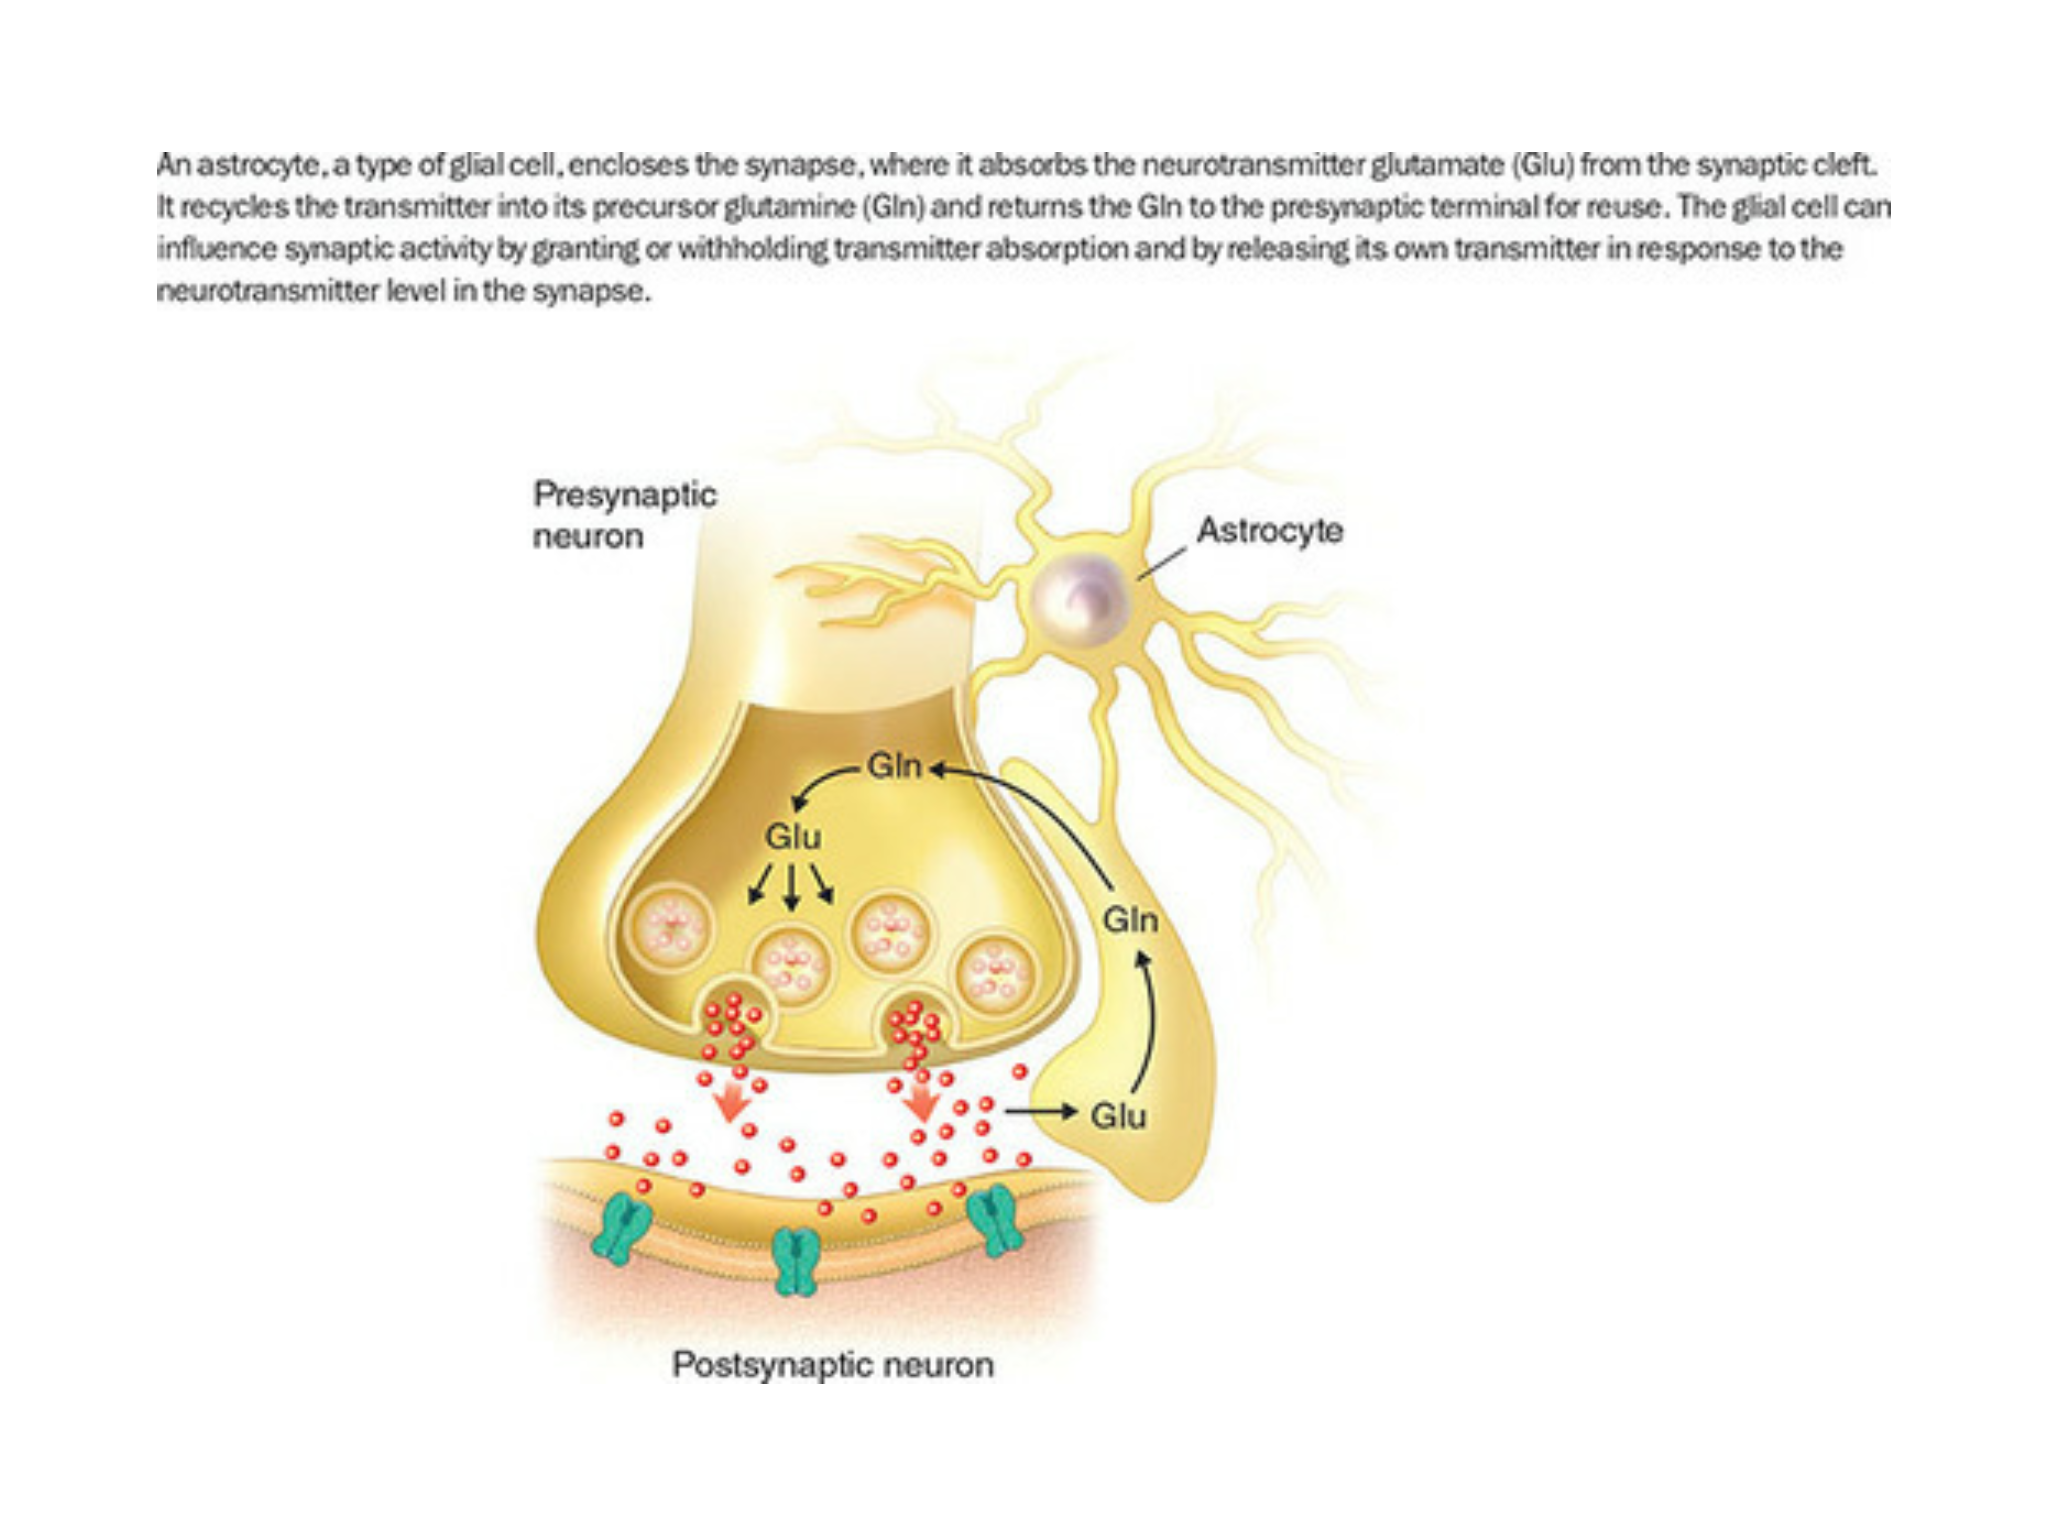 An astrocyte, a type of glial cell, encloses the synapse, where it absorbs the neurotransmitter glutamate (Glu) from the synaptic cleft.
It recycles the transmitter into its precursor glutamine (Gln) and returns the Gln to the presynaptic terminal for reuse. The glial cell can
influence synaptic activity by granting or withholding transmitter absorption and by releasing its own transmitter in response to the
neurotransmitter level in the synapse.
Presynaptic
neuron
Astrocyte
Gln
Glu
Gln
Glu
Postsynaptic neuron